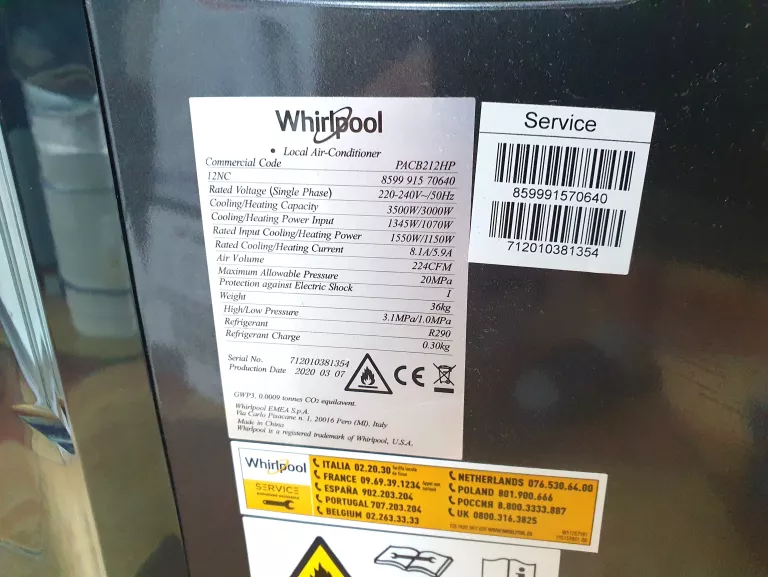 Whirlpool
• Local Air-Conditioner
Commercial Code PACB212HP
12NC 8599 915 70640
Rated Voltage (Single Phase) 220-240V~/50Hz
Cooling/Heating Capacity 3500W/3000W
Cooling/Heating Power Input 1345W/1070W
Rated Input Cooling/Heating Power 1550W/1150W
Rated Cooling/Heating Current 8.1A/5.9A
Air Volume 224CFM
Maximum Allowable Pressure 20MPa
Protection against Electric Shock I
Weight 36kg
High/Low Pressure 3.1MPa/1.0MPa
Refrigerant R290
Refrigerant Charge 0.30kg
Serial No. 712010381354
Production Date 2020 03 07
CE
GWP3, 0.0009 tonnes CO2 equilavent.
Whirlpool EMEA S.p.A.
Via Carlo Pisacane n. 1, 20016 Pero (MI), Italy
Made in China
Whirlpool is a registered trademark of Whirlpool, U.S.A.
Service
859991570640
712010381354
Whirlpool
SERVICE
ITALIA 02.20.30
FRANCE 09.69.39.1234
ESPAÑA 902.203.204
PORTUGAL 707.203.204
BELGIUM 02.263.33.33
NETHERLANDS 076.530.64.00
POLAND 801.900.666
РОССИЯ 8.800.3333.887
UK 0800.316.3825